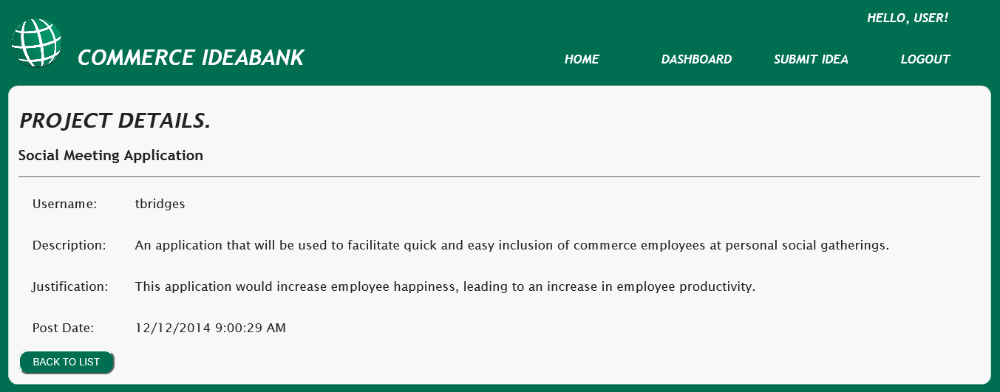 HELLO, USER!
COMMERCE IDEABANK
HOME DASHBOARD SUBMIT IDEA LOGOUT
PROJECT DETAILS.
Social Meeting Application
Username: tbridges
Description: An application that will be used to facilitate quick and easy inclusion of commerce employees at personal social gatherings.
Justification: This application would increase employee happiness, leading to an increase in employee productivity.
Post Date: 12/12/2014 9:00:29 AM
BACK TO LIST